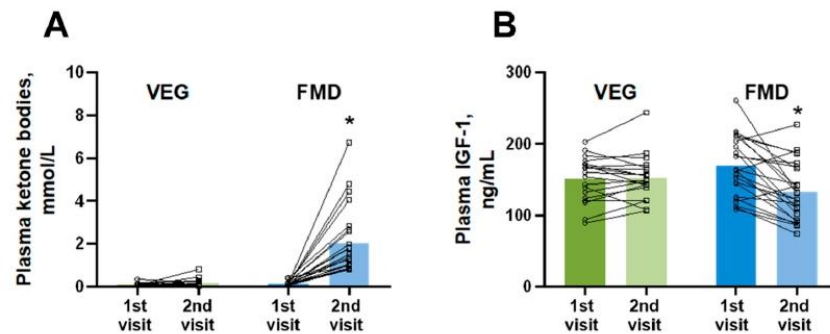 A
Plasma ketone bodies,
mmol/L
10
8
6
4
2
0
VEG
FMD
*
1st
visit
2nd
visit
1st
visit
2nd
visit
B
Plasma IGF-1,
ng/mL
300
200
100
0
VEG
FMD
*
1st
visit
2nd
visit
1st
visit
2nd
visit